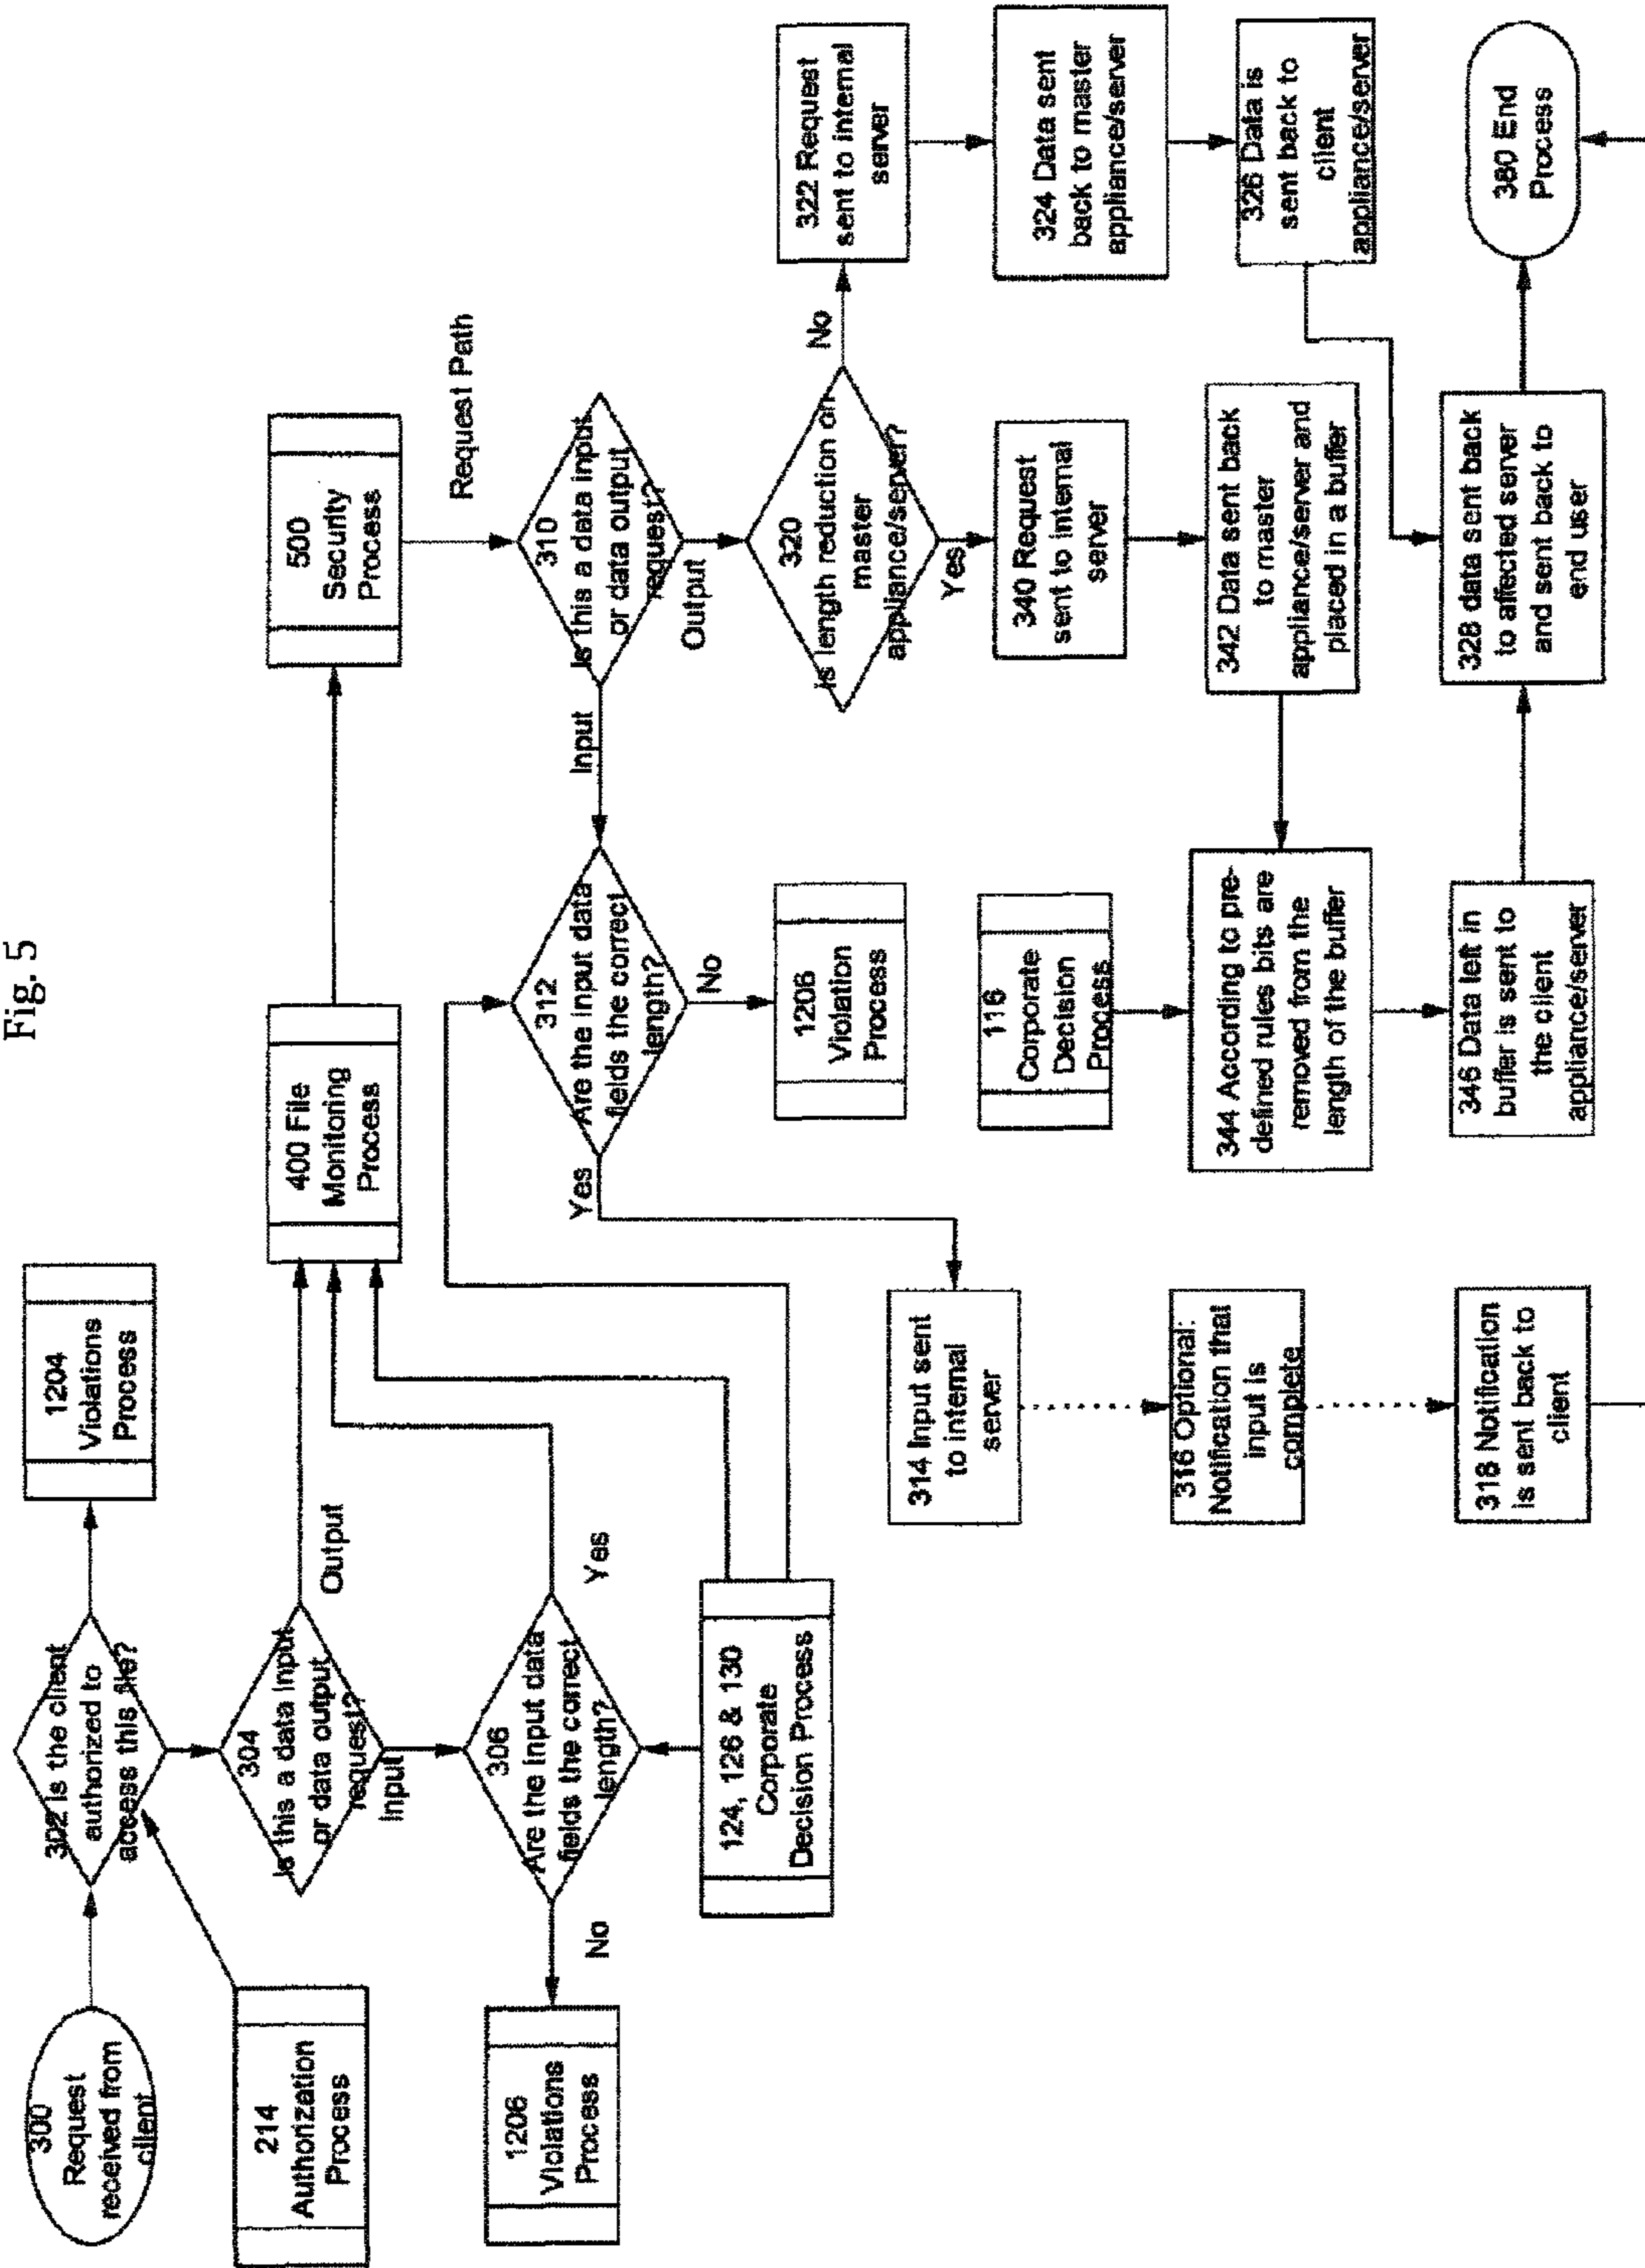 Fig. 5
300
Request
received from
client
302 is the client
authorized to
access this file?
1204
Violations
Process
214
Authorization
Process
304
Is this a data input
or data output
request?
Output
Input
400 File
Monitoring
Process
500
Security
Process
Request Path
1206
Violations
Process
No
306
Are the input data
fields the correct
length?
Yes
124, 126 & 130
Corporate
Decision Process
310
Is this a data input
or data output
request?
Input
Output
312
Are the input data
fields the correct
length?
Yes
No
1206
Violation
Process
314 Input sent
to internal
server
316 Optional:
Notification that
input is
complete
318 Notification
is sent back to
client
320
Is length reduction on
master
appliance/server?
No
Yes
322 Request
sent to internal
server
324 Data sent
back to master
appliance/server
326 Data is
sent back to
client
appliance/server
340 Request
sent to internal
server
342 Data sent back
to master
appliance/server and
placed in a buffer
116
Corporate
Decision
Process
344 According to pre-
defined rules bits are
removed from the
length of the buffer
346 Data left in
buffer is sent to
the client
appliance/server
328 data sent back
to affected server
and sent back to
end user
380 End
Process